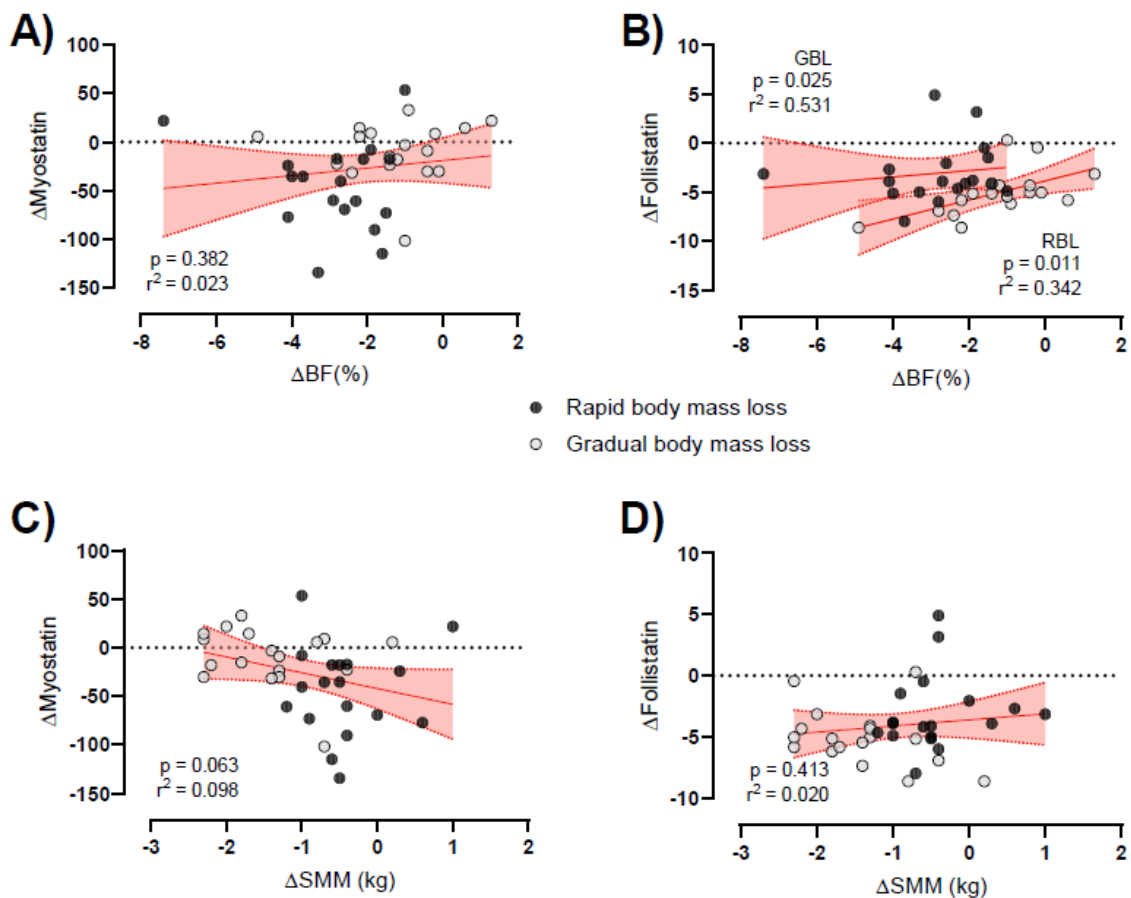 A)
100
50
0
-50
-100
-150
ΔMyostatin
p = 0.382
r² = 0.023
-8 -6 -4 -2 0 2
ΔBF(%)
B)
10
5
0
-5
-10
-15
ΔFollistatin
GBL
p = 0.025
r² = 0.531
RBL
p = 0.011
r² = 0.342
-8 -6 -4 -2 0 2
ΔBF(%)
Rapid body mass loss
Gradual body mass loss
C)
100
50
0
-50
-100
-150
ΔMyostatin
p = 0.063
r² = 0.098
-3 -2 -1 0 1 2
ΔSMM (kg)
D)
10
5
0
-5
-10
ΔFollistatin
p = 0.413
r² = 0.020
-3 -2 -1 0 1 2
ΔSMM (kg)